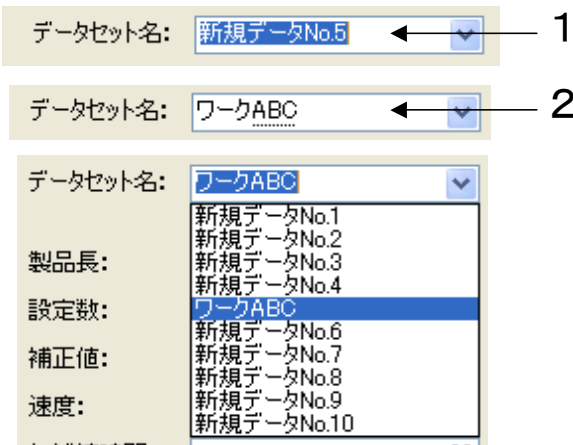 データセット名: 新規データNo.5 1
データセット名: ワークABC 2
データセット名: ワークABC
新規データNo.1
新規データNo.2
製品長: 新規データNo.3
新規データNo.4
設定数: ワークABC
新規データNo.6
補正値: 新規データNo.7
新規データNo.8
速度: 新規データNo.9
新規データNo.10